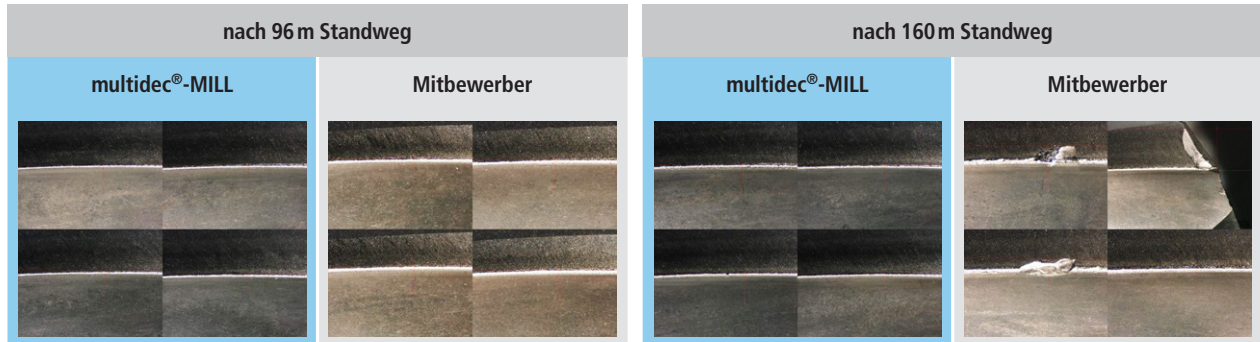 nach 96 m Standweg
nach 160 m Standweg
multidec®-MILL
Mitbewerber
multidec®-MILL
Mitbewerber